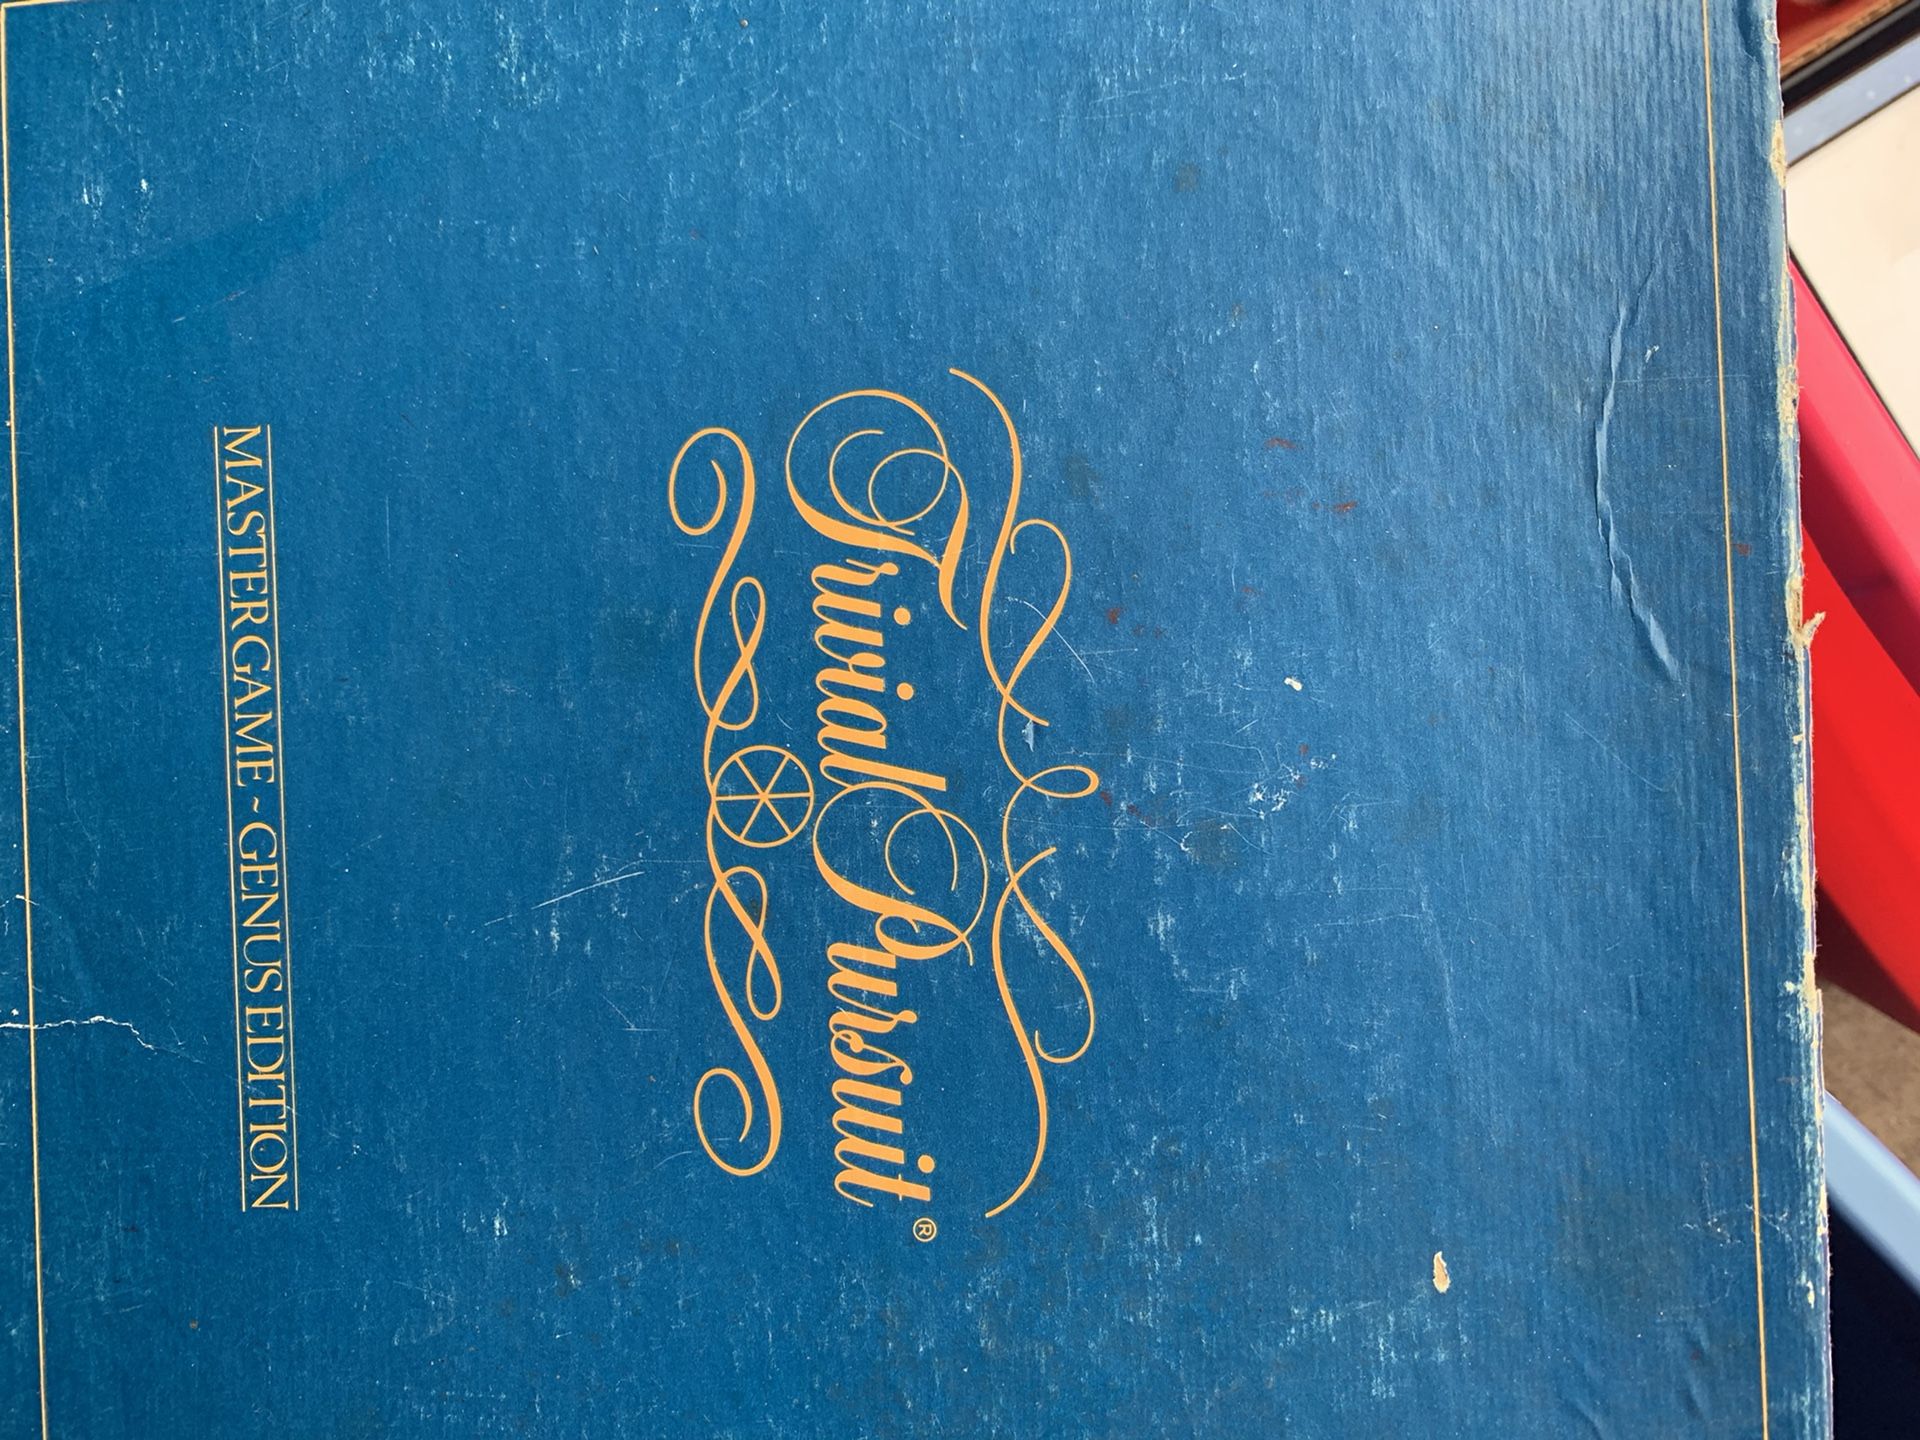 Trivial Pursuit®
MASTER GAME ~ GENUS EDITION